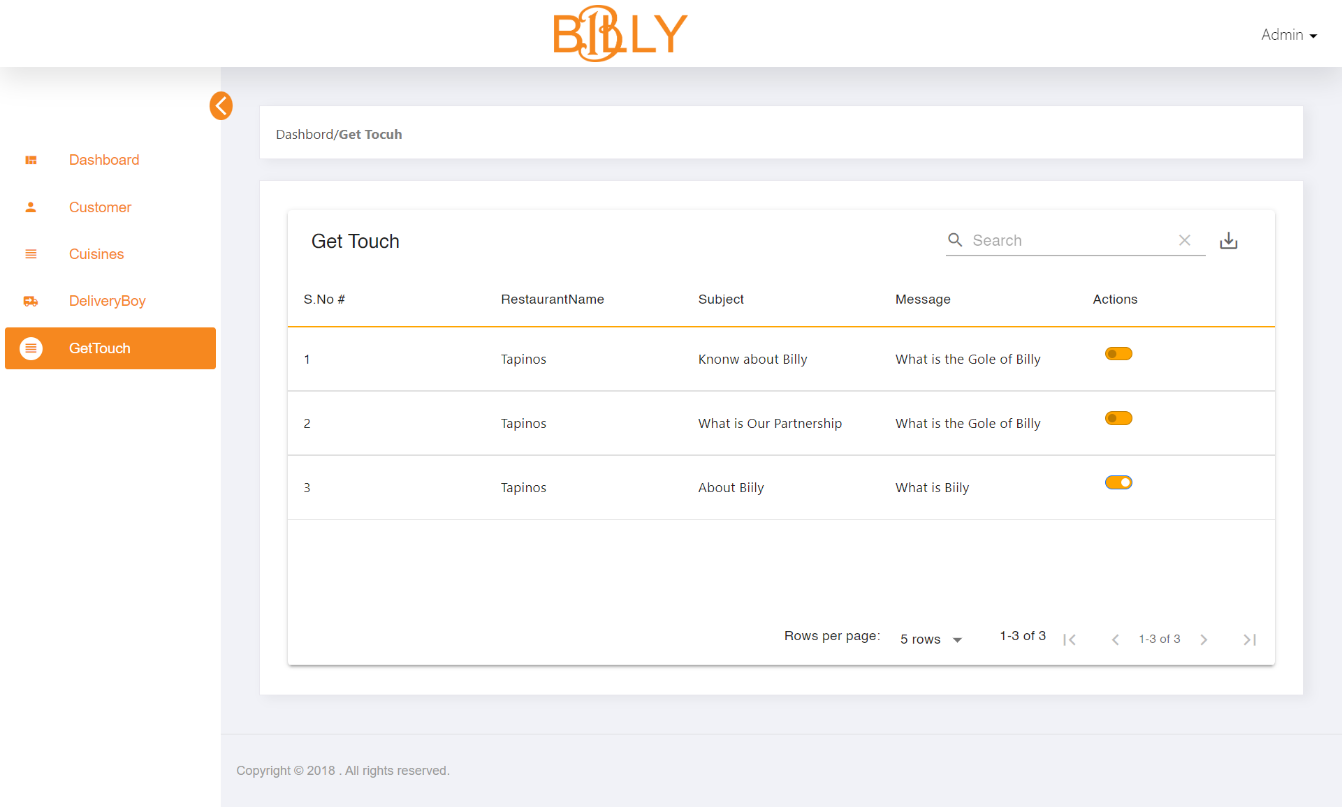 BILLY
Admin
Dashbord/Get Tocuh
Dashboard
Customer
Cuisines
DeliveryBoy
GetTouch
Get Touch
Search
S.No # RestaurantName Subject Message Actions
1 TapinosKnonw about Billy What is the Gole of Billy
2 Tapinos What is Our Partnership What is the Gole of Billy
3 Tapinos About Biily What is Biily
Rows per page: 5 rows 1-3 of 3 1-3 of 3
Copyright © 2018 . All rights reserved.